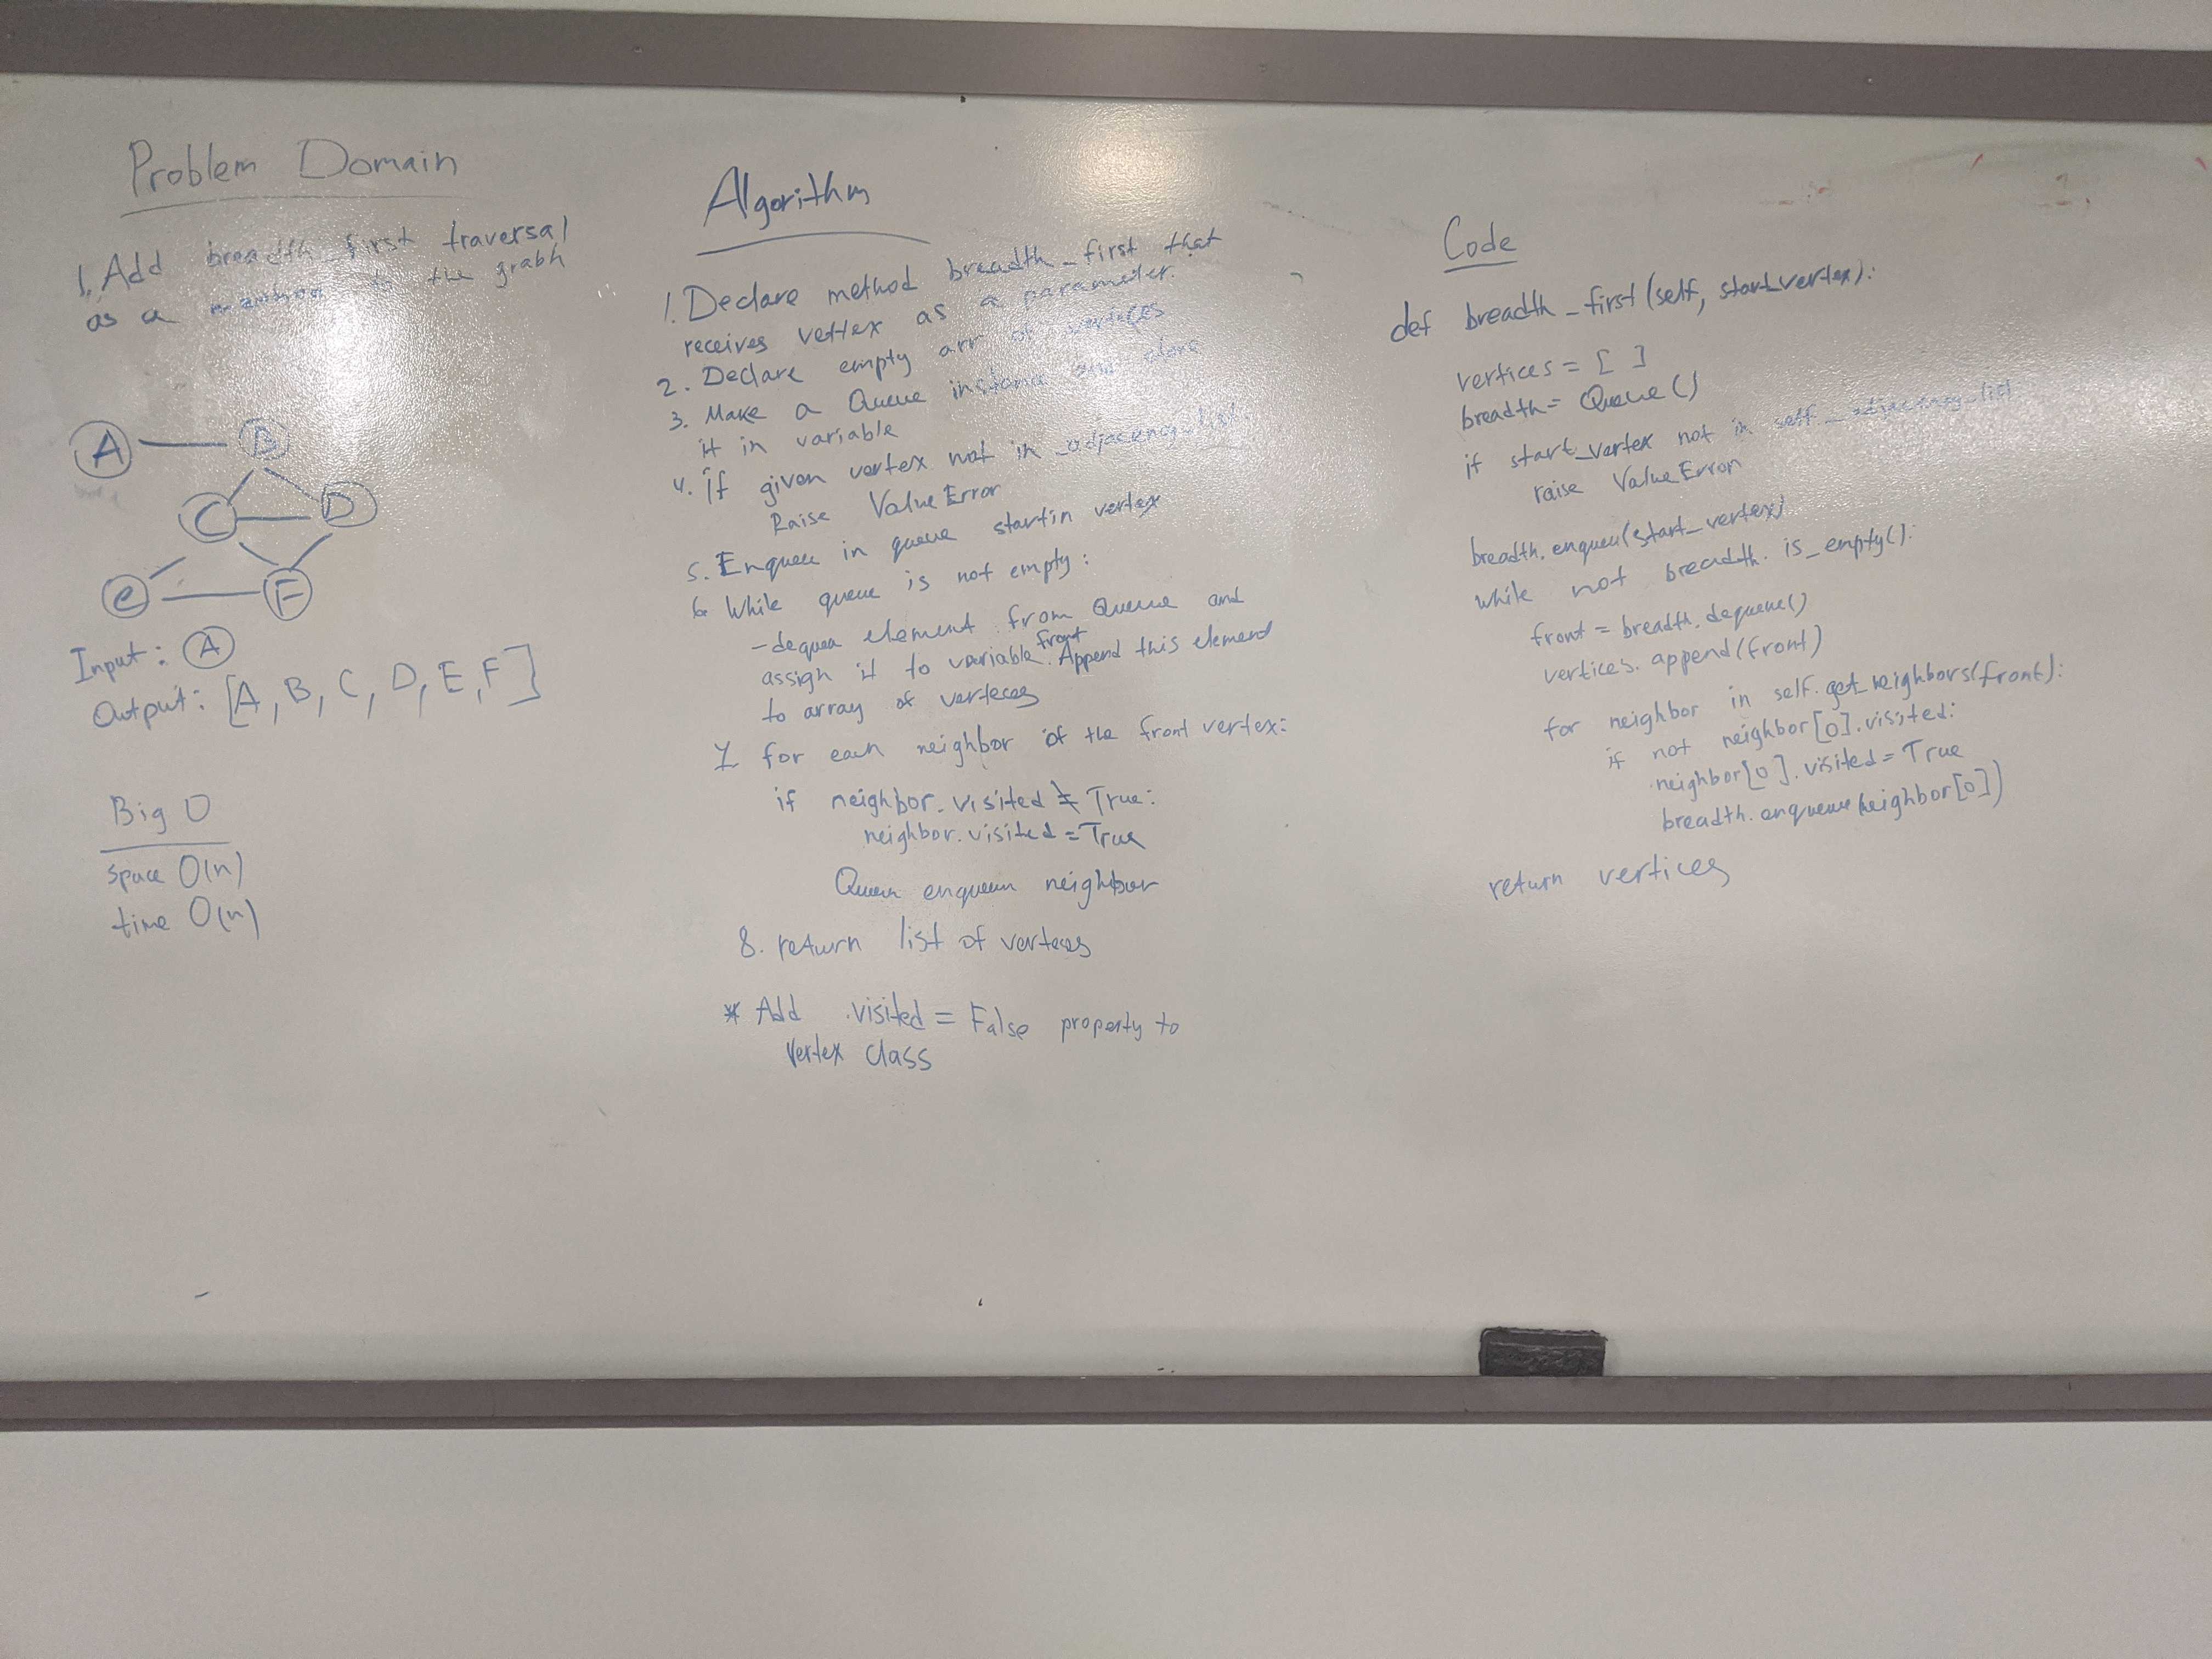 Problem Domain
1. Add breadth_first traversal
as a method to the graph
A
B
C
D
e
F
Input: A
Output: [A, B, C, D, E, F]
Big O
space O(n)
time O(n)
Algorithm
1. Declare method breadth_first that
receives vertex as a parameter.
2. Declare empty arr of vertices
3. Make a Queue instance and
it in variable
4. if given vertex not in _adjacency_list:
Raise ValueError
5. Enqueu in queue startin vertex
6 While queue is not empty:
- dequeu element from Queue and
assign it to variable front. Append this element
to array of verteces
7. for each neighbor of the front vertex:
if neighbor.visited ≠ True:
neighbor.visited = True
Queue enqueue neighbor
8. return list of verteces
* Add .visited = False property to
Vertex class
Code
def breadth_first(self, start_vertex):
vertices = [ ]
breadth = Queue()
if start_vertex not in self._adjacency_list
raise ValueError
breadth.enqueu(start_vertex)
while not breadth.is_empty():
front = breadth.dequeue()
vertices.append(front)
for neighbor in self.get_neighbors(front):
if not neighbor[0].visited:
neighbor[0].visited = True
breadth.enqueue(neighbor[0])
return vertices